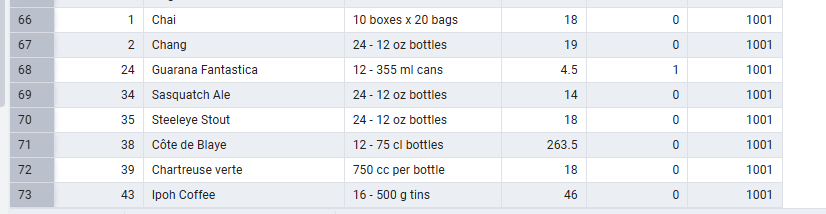 66 1 Chai 10 boxes x 20 bags 18 0 1001
67 2 Chang 24 - 12 oz bottles 19 0 1001
68 24 Guarana Fantastica 12 - 355 ml cans 4.5 1 1001
69 34 Sasquatch Ale 24 - 12 oz bottles 14 0 1001
70 35 Steeleye Stout 24 - 12 oz bottles 18 0 1001
71 38 Côte de Blaye 12 - 75 cl bottles 263.5 0 1001
72 39 Chartreuse verte 750 cc per bottle 18 0 1001
73 43 Ipoh Coffee 16 - 500 g tins 46 0 1001